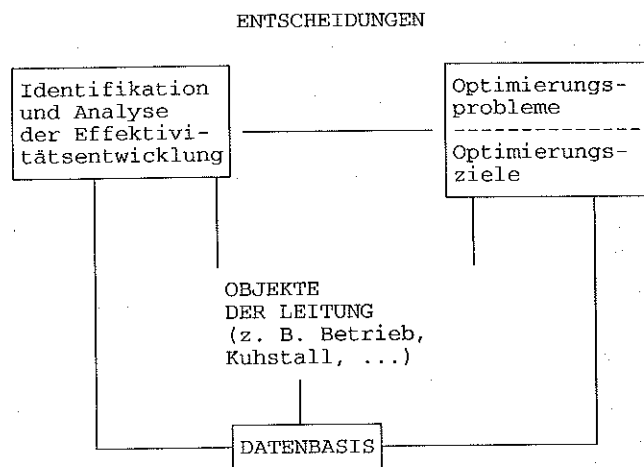 ENTSCHEIDUNGEN
Identifikation
und Analyse
der Effektivi-
tätsentwicklung
Optimierungs-
probleme
Optimierungs-
ziele
OBJEKTE
DER LEITUNG
(z. B. Betrieb,
Kuhstall, ...)
DATENBASIS